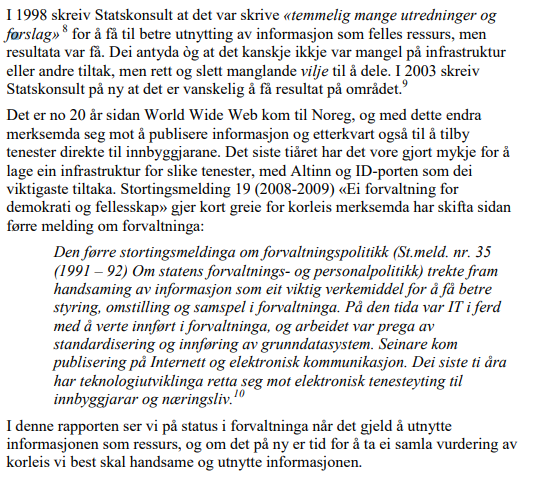 I 1998 skreiv Statskonsult at det var skrive «temmelig mange utredninger og
forslag» 8 for å få til betre utnytting av informasjon som felles ressurs, men
resultata var få. Dei antyda òg at det kanskje ikkje var mangel på infrastruktur
eller andre tiltak, men rett og slett manglande vilje til å dele. I 2003 skreiv
Statskonsult på ny at det er vanskelig å få resultat på området.9
Det er no 20 år sidan World Wide Web kom til Noreg, og med dette endra
merksemda seg mot å publisere informasjon og etterkvart også til å tilby
tenester direkte til innbyggjarane. Det siste tiåret har det vore gjort mykje for å
lage ein infrastruktur for slike tenester, med Altinn og ID-porten som dei
viktigaste tiltaka. Stortingsmelding 19 (2008-2009) «Ei forvaltning for
demokrati og fellesskap» gjer kort greie for korleis merksemda har skifta sidan
førre melding om forvaltninga:
Den førre stortingsmeldinga om forvaltningspolitikk (St.meld. nr. 35
(1991 – 92) Om statens forvaltnings- og personalpolitikk) trekte fram
handsaming av informasjon som eit viktig verkemiddel for å få betre
styring, omstilling og samspel i forvaltninga. På den tida var IT i ferd
med å verte innført i forvaltninga, og arbeidet var prega av
standardisering og innføring av grunndatasystem. Seinare kom
publisering på Internett og elektronisk kommunikasjon. Dei siste ti åra
har teknologiutviklinga retta seg mot elektronisk tenesteyting til
innbyggjarar og næringsliv.10
I denne rapporten ser vi på status i forvaltninga når det gjeld å utnytte
informasjonen som ressurs, og om det på ny er tid for å ta ei samla vurdering av
korleis vi best skal handsame og utnytte informasjonen.